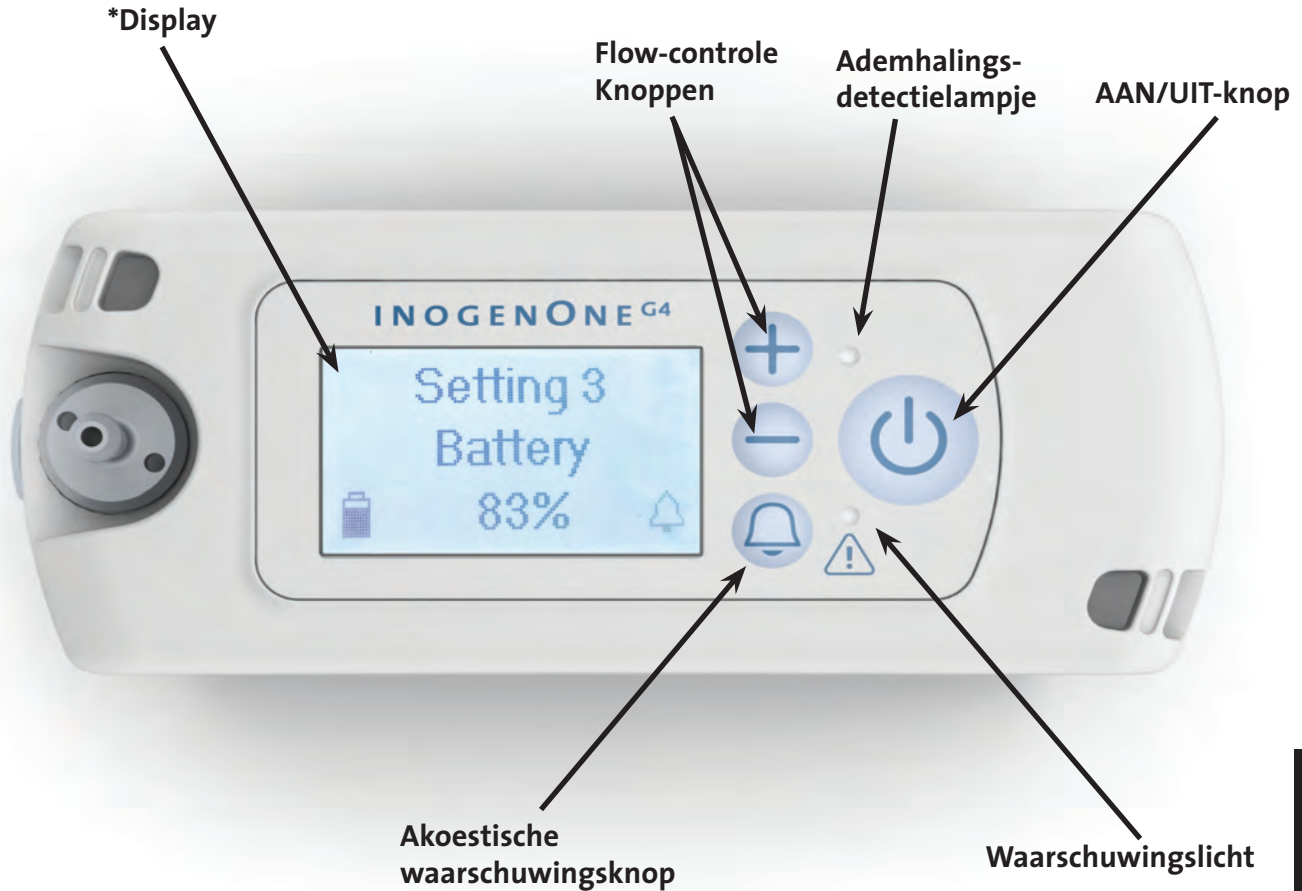 *Display
Flow-controle
Knoppen
Ademhalings-
detectielampje
AAN/UIT-knop
INOGENONE G4
Setting 3
Battery
83%
Akoestische
waarschuwingsknop
Waarschuwingslicht